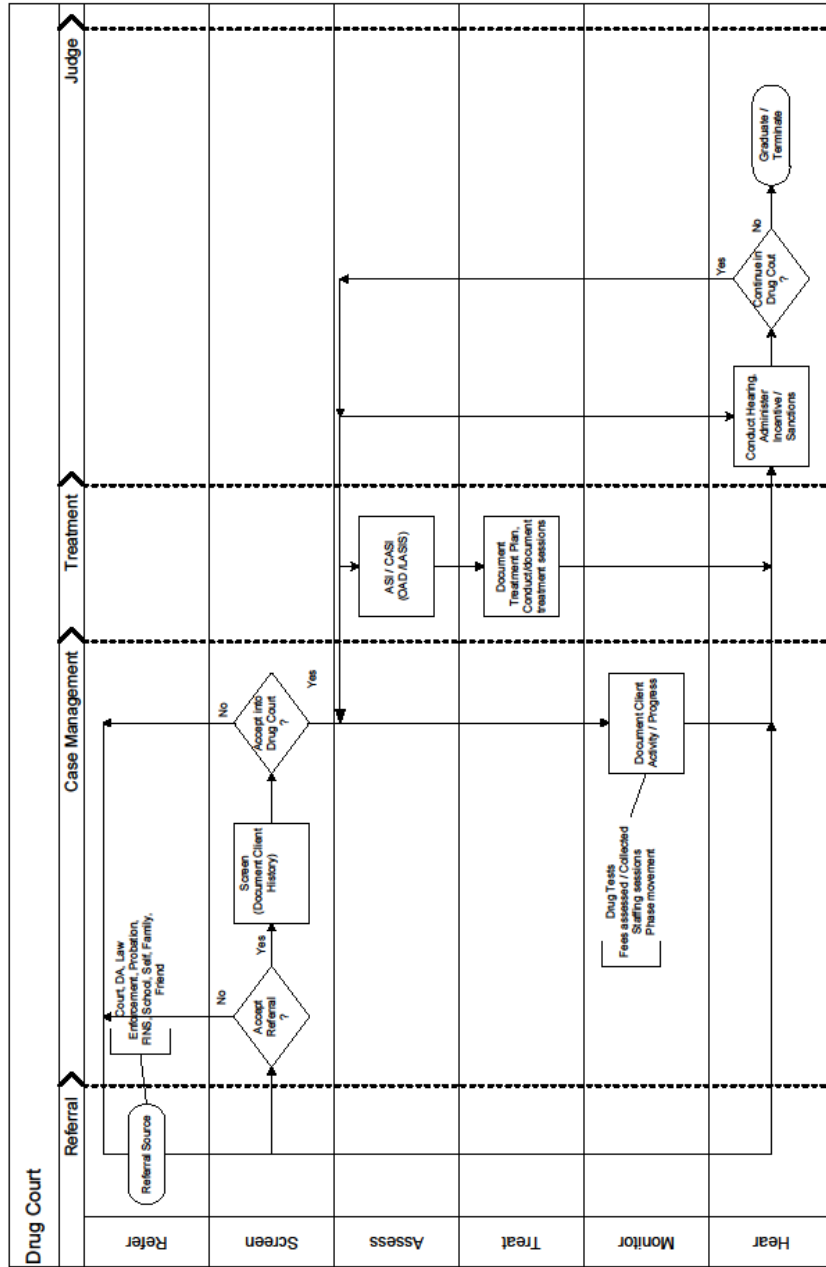 Drug Court
Referral
Case Management
Treatment
Judge
Refer
Referral Source
Court, DA, Law
Enforcement, Probation,
FINS, School, Self, Family,
Friend
Screen
Accept
Referral
?
No
Yes
Screen
(Document Client
History)
Accept into
Drug Court
?
No
Yes
Assess
ASI / CASI
(OAD /LASIS)
Treat
Document
Treatment Plan,
Conduct/document
treatment sessions
Monitor
Drug Tests
Fees assessed / Collected
Staffing sessions
Phase movement
Document Client
Activity / Progress
Hear
Conduct Hearing,
Administer
Incentive /
Sanctions
Continue in
Drug Cout
?
Yes
No
Graduate /
Terminate